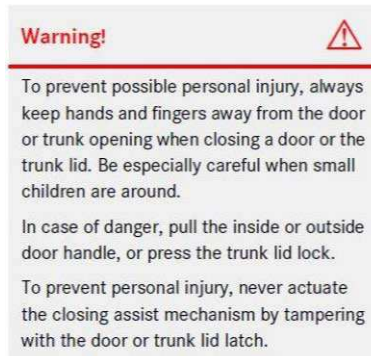 Warning!
To prevent possible personal injury, always
keep hands and fingers away from the door
or trunk opening when closing a door or the
trunk lid. Be especially careful when small
children are around.
In case of danger, pull the inside or outside
door handle, or press the trunk lid lock.
To prevent personal injury, never actuate
the closing assist mechanism by tampering
with the door or trunk lid latch.